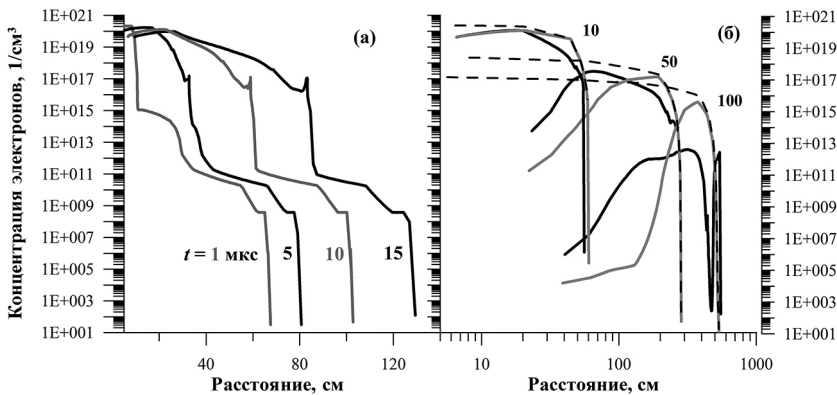 1E+021
1E+019
1E+017
1E+015
1E+013
1E+011
1E+009
1E+007
1E+005
1E+003
1E+001
Концентрация электронов, 1/см³
(а)
t = 1 мкс
5
10
15
40
80
120
Расстояние, см
(б)
10
50
100
10
100
1000
Расстояние, см
1E+021
1E+019
1E+017
1E+015
1E+013
1E+011
1E+009
1E+007
1E+005
1E+003
1E+001